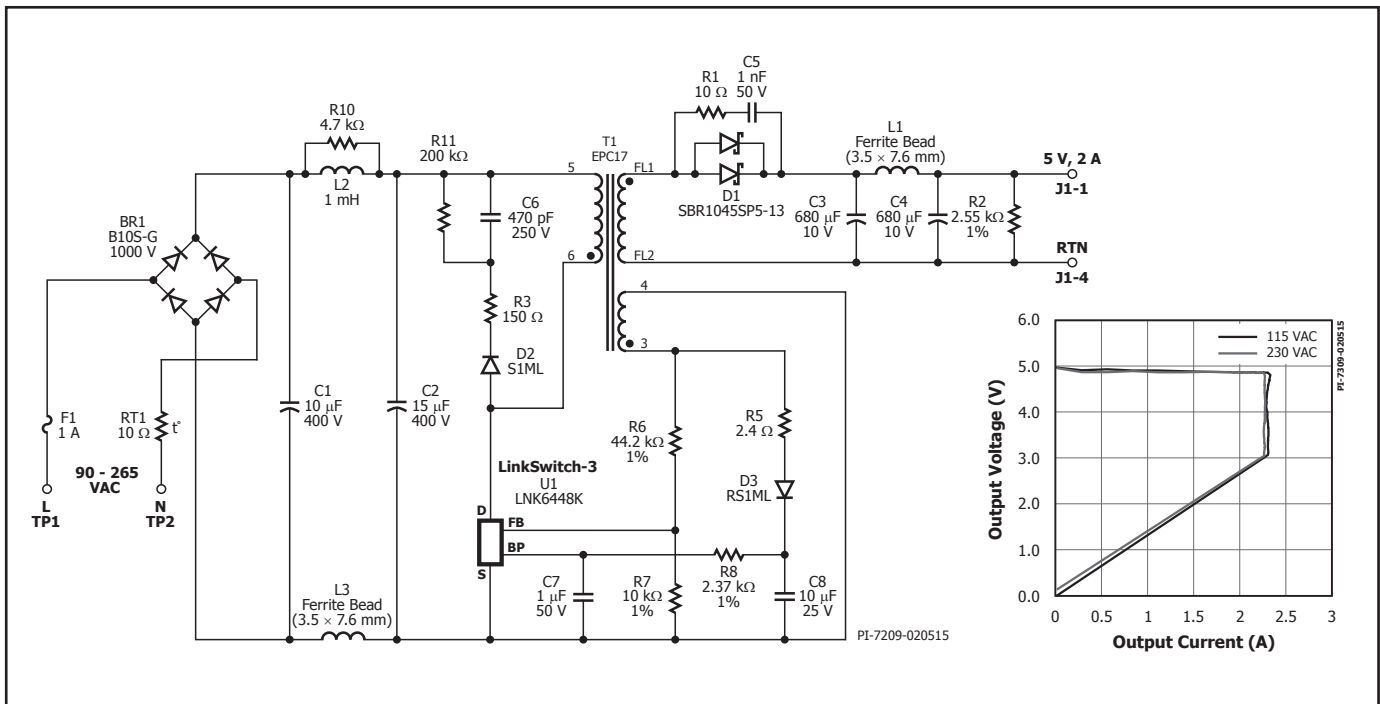 R10
4.7 kΩ
L2
1 mH
R11
200 kΩ
BR1
B10S-G
1000 V
C6
470 pF
250 V
R3
150 Ω
D2
S1ML
C1
10 µF
400 V
C2
15 µF
400 V
F1
1 A
RT1
10 Ω
t°
90 - 265
VAC
L
TP1
N
TP2
L3
Ferrite Bead
(3.5 × 7.6 mm)
LinkSwitch-3
U1
LNK6448K
D
FB
BP
S
C7
1 µF
50 V
R6
44.2 kΩ
1%
R7
10 kΩ
1%
R8
2.37 kΩ
1%
R5
2.4 Ω
D3
RS1ML
C8
10 µF
25 V
T1
EPC17
5
6
FL1
FL2
4
3
R1
10 Ω
C5
1 nF
50 V
D1
SBR1045SP5-13
L1
Ferrite Bead
(3.5 × 7.6 mm)
C3
680 µF
10 V
C4
680 µF
10 V
R2
2.55 kΩ
1%
5 V, 2 A
J1-1
RTN
J1-4
PI-7209-020515
Output Voltage (V)
6.0
5.0
4.0
3.0
2.0
1.0
0.0
115 VAC
230 VAC
PI-7309-020515
0 0.5 1 1.5 2 2.5 3
Output Current (A)